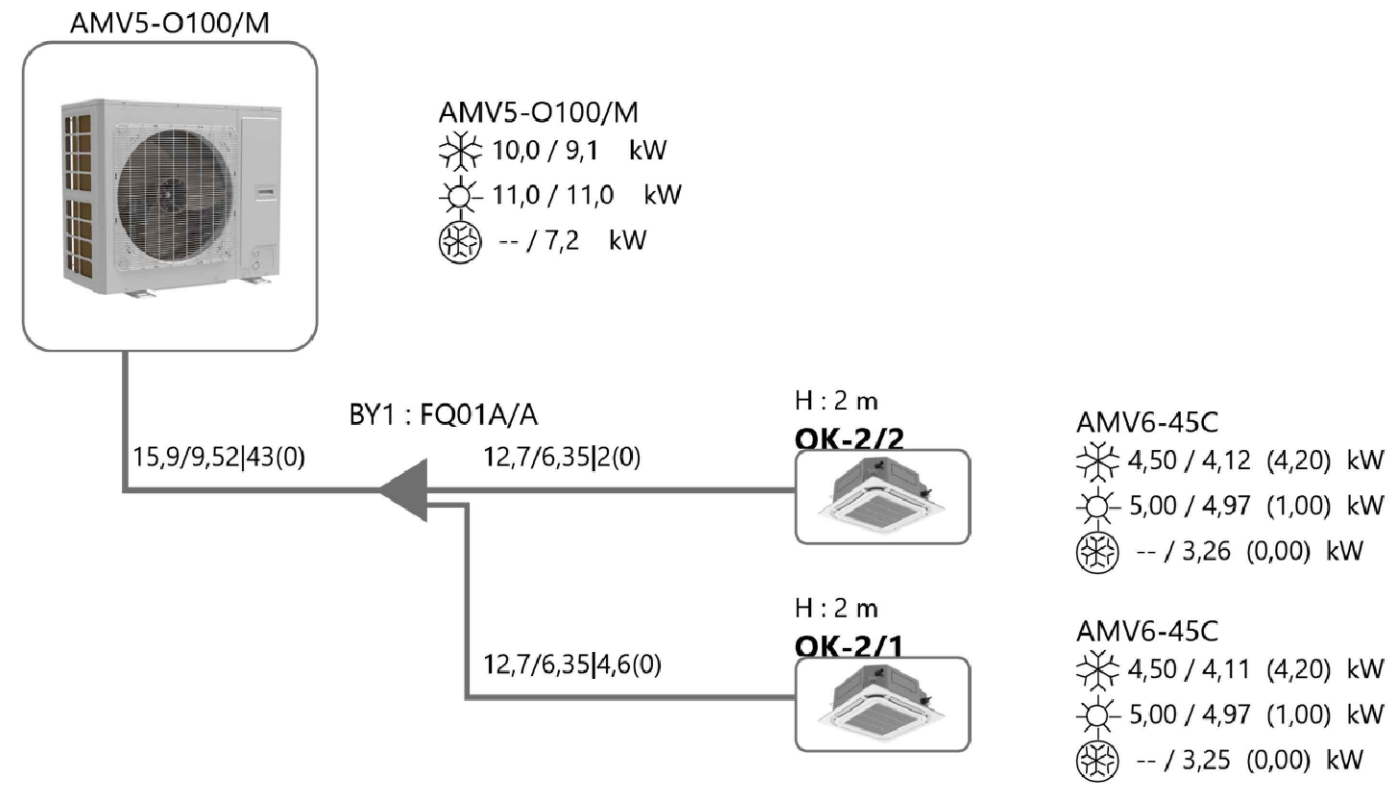 AMV5-O100/M
AMV5-O100/M
10,0 / 9,1 kW
11,0 / 11,0 kW
-- / 7,2 kW
BY1 : FQ01A/A
15,9/9,52|43(0)
12,7/6,35|2(0)
H : 2 m
OK-2/2
AMV6-45C
4,50 / 4,12 (4,20) kW
5,00 / 4,97 (1,00) kW
-- / 3,26 (0,00) kW
12,7/6,35|4,6(0)
H : 2 m
OK-2/1
AMV6-45C
4,50 / 4,11 (4,20) kW
5,00 / 4,97 (1,00) kW
-- / 3,25 (0,00) kW